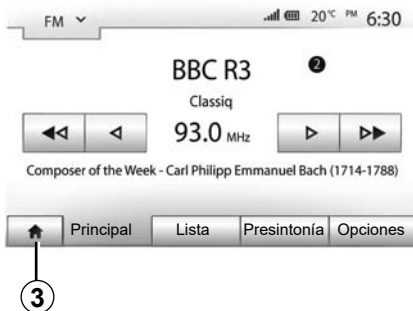 FM 20°C PM 6:30
BBC R3 2
Classiq
93.0 MHz
Composer of the Week - Carl Philipp Emmanuel Bach (1714-1788)
Principal Lista Presintonía Opciones
3